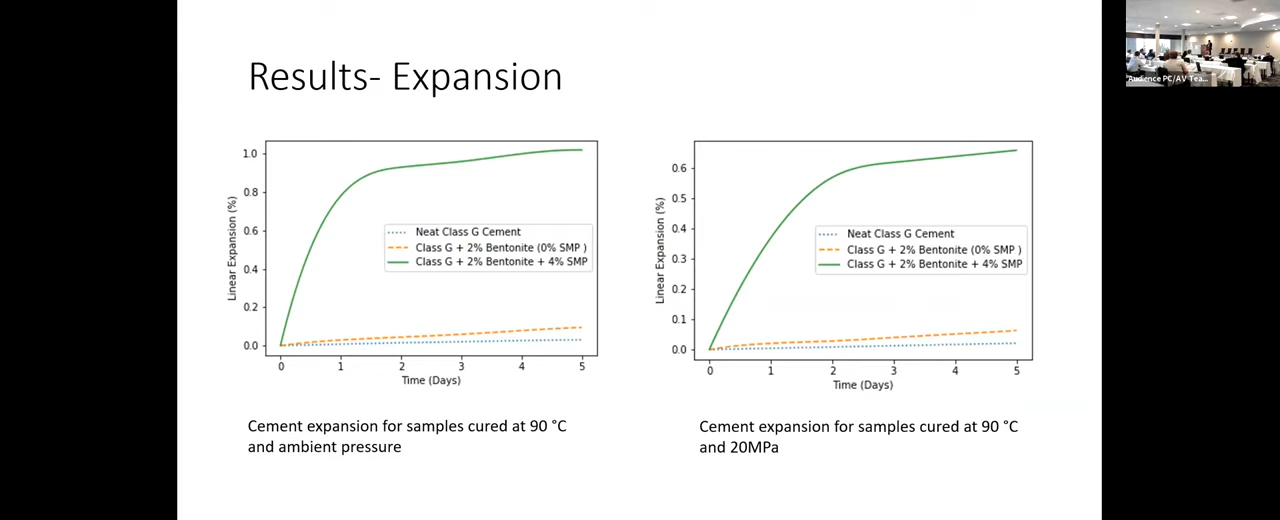 Results- Expansion
Audience PC/AV Tea...
1.0
0.8
0.6
0.4
0.2
0.0
Linear Expansion (%)
Neat Class G Cement
Class G + 2% Bentonite (0% SMP )
Class G + 2% Bentonite + 4% SMP
0 1 2 3 4 5
Time (Days)
Cement expansion for samples cured at 90 °C
and ambient pressure
0.6
0.5
0.4
0.3
0.2
0.1
0.0
Linear Expansion (%)
Neat Class G Cement
Class G + 2% Bentonite (0% SMP )
Class G + 2% Bentonite + 4% SMP
0 1 2 3 4 5
Time (Days)
Cement expansion for samples cured at 90 °C
and 20MPa